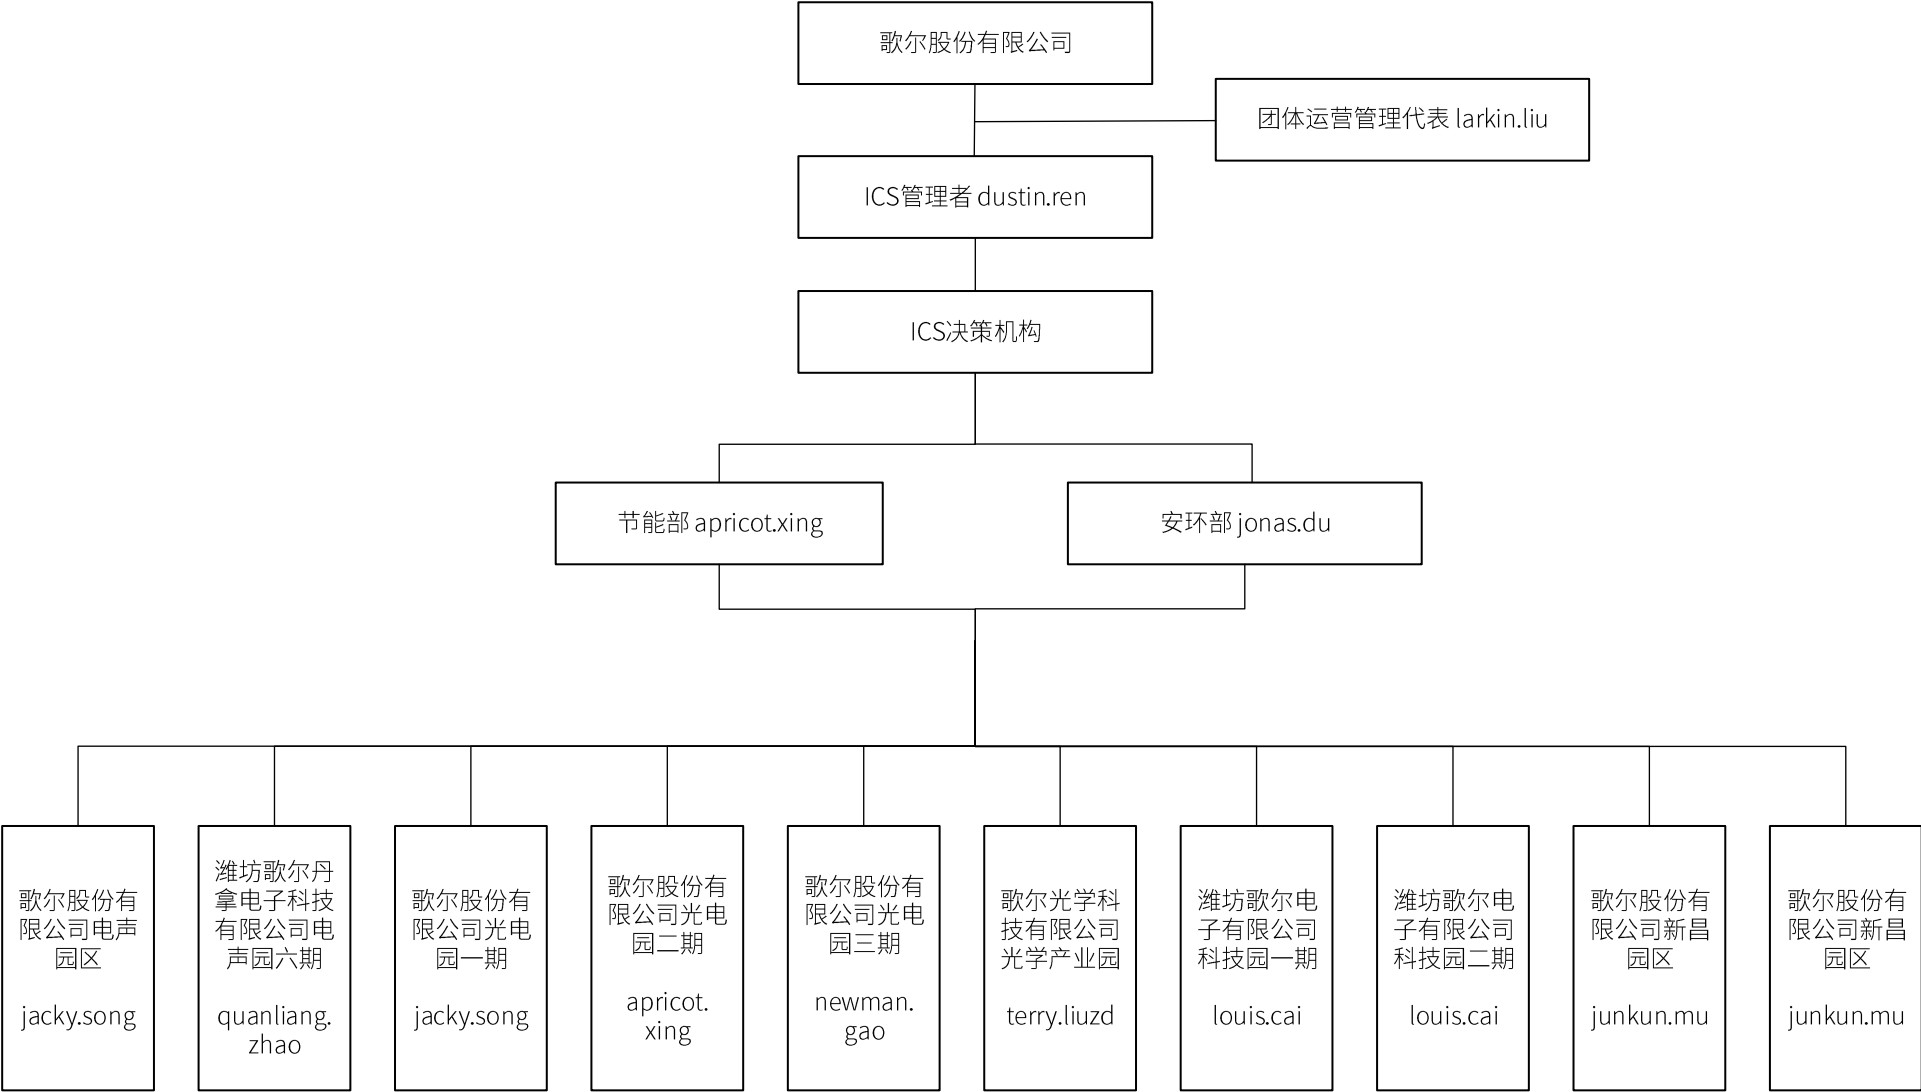 歌尔股份有限公司
团体运营管理代表 larkin.liu
ICS管理者 dustin.ren
ICS决策机构
节能部 apricot.xing
安环部 jonas.du
歌尔股份有
限公司电声
园区
jacky.song
潍坊歌尔丹
拿电子科技
有限公司电
声园六期
quanliang.
zhao
歌尔股份有
限公司光电
园一期
jacky.song
歌尔股份有
限公司光电
园二期
apricot.
xing
歌尔股份有
限公司光电
园三期
newman.
gao
歌尔光学科
技有限公司
光学产业园
terry.liuzd
潍坊歌尔电
子有限公司
科技园一期
louis.cai
潍坊歌尔电
子有限公司
科技园二期
louis.cai
歌尔股份有
限公司新昌
园区
junkun.mu
歌尔股份有
限公司新昌
园区
junkun.mu